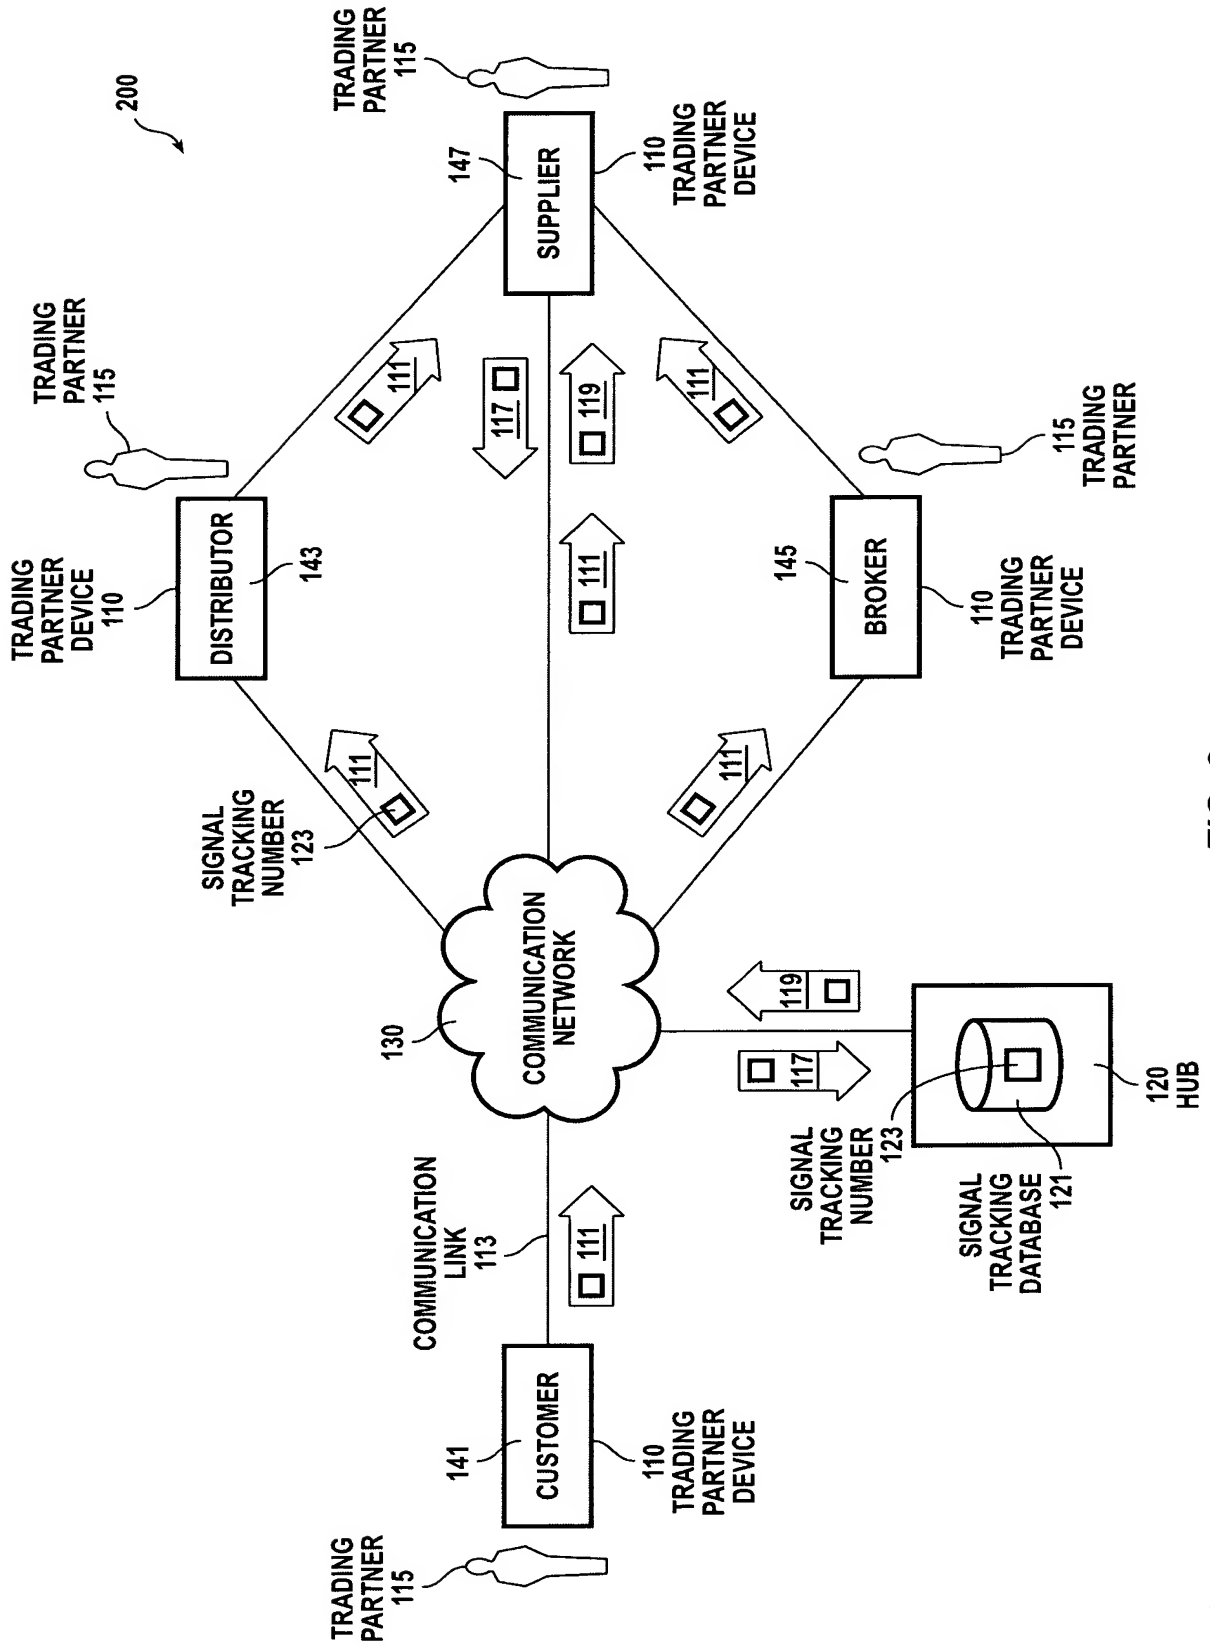 200
TRADING
PARTNER
115
TRADING
PARTNER
DEVICE
110
DISTRIBUTOR
143
111
111
SIGNAL
TRACKING
NUMBER
123
TRADING
PARTNER
115
147
SUPPLIER
110
TRADING
PARTNER
DEVICE
117
119
111
130
COMMUNICATION
NETWORK
COMMUNICATION
LINK
113
111
TRADING
PARTNER
115
141
CUSTOMER
110
TRADING
PARTNER
DEVICE
111
111
145
BROKER
110
TRADING
PARTNER
DEVICE
115
TRADING
PARTNER
117
119
SIGNAL
TRACKING
NUMBER
123
SIGNAL
TRACKING
DATABASE
121
120
HUB